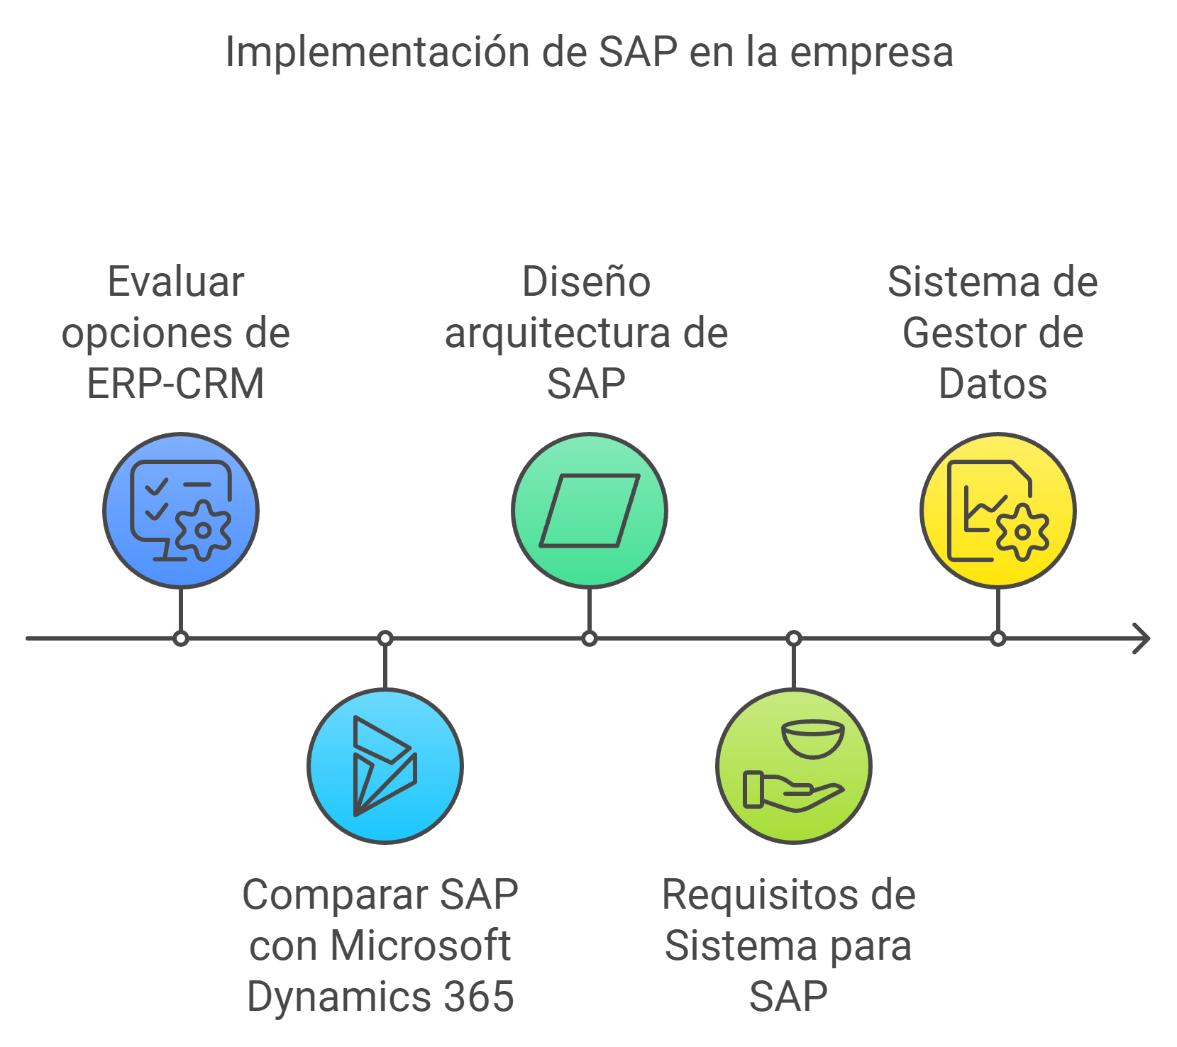 Implementación de SAP en la empresa
Evaluar
opciones de
ERP-CRM
Comparar SAP
con Microsoft
Dynamics 365
Diseño
arquitectura de
SAP
Requisitos de
Sistema para
SAP
Sistema de
Gestor de
Datos